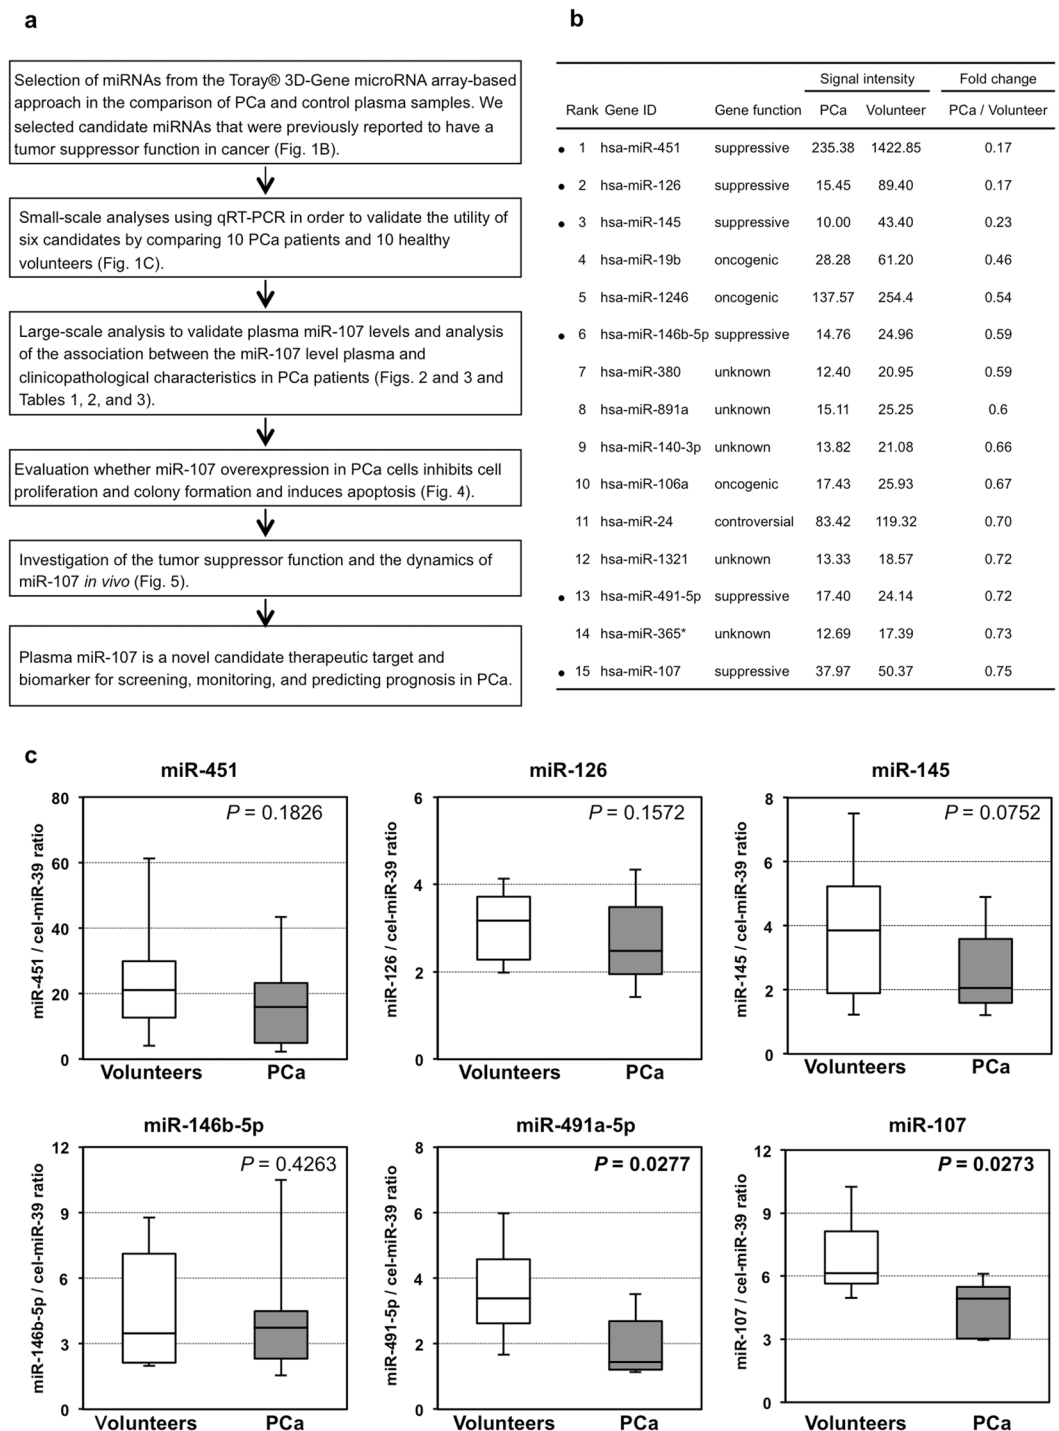 a
Selection of miRNAs from the Toray® 3D-Gene microRNA array-based
approach in the comparison of PCa and control plasma samples. We
selected candidate miRNAs that were previously reported to have a
tumor suppressor function in cancer (Fig. 1B).
Small-scale analyses using qRT-PCR in order to validate the utility of
six candidates by comparing 10 PCa patients and 10 healthy
volunteers (Fig. 1C).
Large-scale analysis to validate plasma miR-107 levels and analysis
of the association between the miR-107 level plasma and
clinicopathological characteristics in PCa patients (Figs. 2 and 3 and
Tables 1, 2, and 3).
Evaluation whether miR-107 overexpression in PCa cells inhibits cell
proliferation and colony formation and induces apoptosis (Fig. 4).
Investigation of the tumor suppressor function and the dynamics of
miR-107 in vivo (Fig. 5).
Plasma miR-107 is a novel candidate therapeutic target and
biomarker for screening, monitoring, and predicting prognosis in PCa.
b
Signal intensity Fold change
Rank Gene ID Gene function PCa Volunteer PCa / Volunteer
• 1 hsa-miR-451 suppressive 235.38 1422.85 0.17
• 2 hsa-miR-126 suppressive 15.45 89.40 0.17
• 3 hsa-miR-145 suppressive 10.00 43.40 0.23
4 hsa-miR-19b oncogenic 28.28 61.20 0.46
5 hsa-miR-1246 oncogenic 137.57 254.4 0.54
• 6 hsa-miR-146b-5p suppressive 14.76 24.96 0.59
7 hsa-miR-380 unknown 12.40 20.95 0.59
8 hsa-miR-891a unknown 15.11 25.25 0.6
9 hsa-miR-140-3p unknown 13.82 21.08 0.66
10 hsa-miR-106a oncogenic 17.43 25.93 0.67
11 hsa-miR-24 controversial 83.42 119.32 0.70
12 hsa-miR-1321 unknown 13.33 18.57 0.72
• 13 hsa-miR-491-5p suppressive 17.40 24.14 0.72
14 hsa-miR-365* unknown 12.69 17.39 0.73
• 15 hsa-miR-107 suppressive 37.97 50.37 0.75
c
miR-451
P = 0.1826
miR-451 / cel-miR-39 ratio
80
60
40
20
0
Volunteers PCa
miR-126
P = 0.1572
miR-126 / cel-miR-39 ratio
6
4
2
0
Volunteers PCa
miR-145
P = 0.0752
miR-145 / cel-miR-39 ratio
8
6
4
2
0
Volunteers PCa
miR-146b-5p
P = 0.4263
miR-146b-5p / cel-miR-39 ratio
12
9
6
3
0
Volunteers PCa
miR-491a-5p
P = 0.0277
miR-491-5p / cel-miR-39 ratio
8
6
4
2
0
Volunteers PCa
miR-107
P = 0.0273
miR-107 / cel-miR-39 ratio
12
9
6
3
0
Volunteers PCa